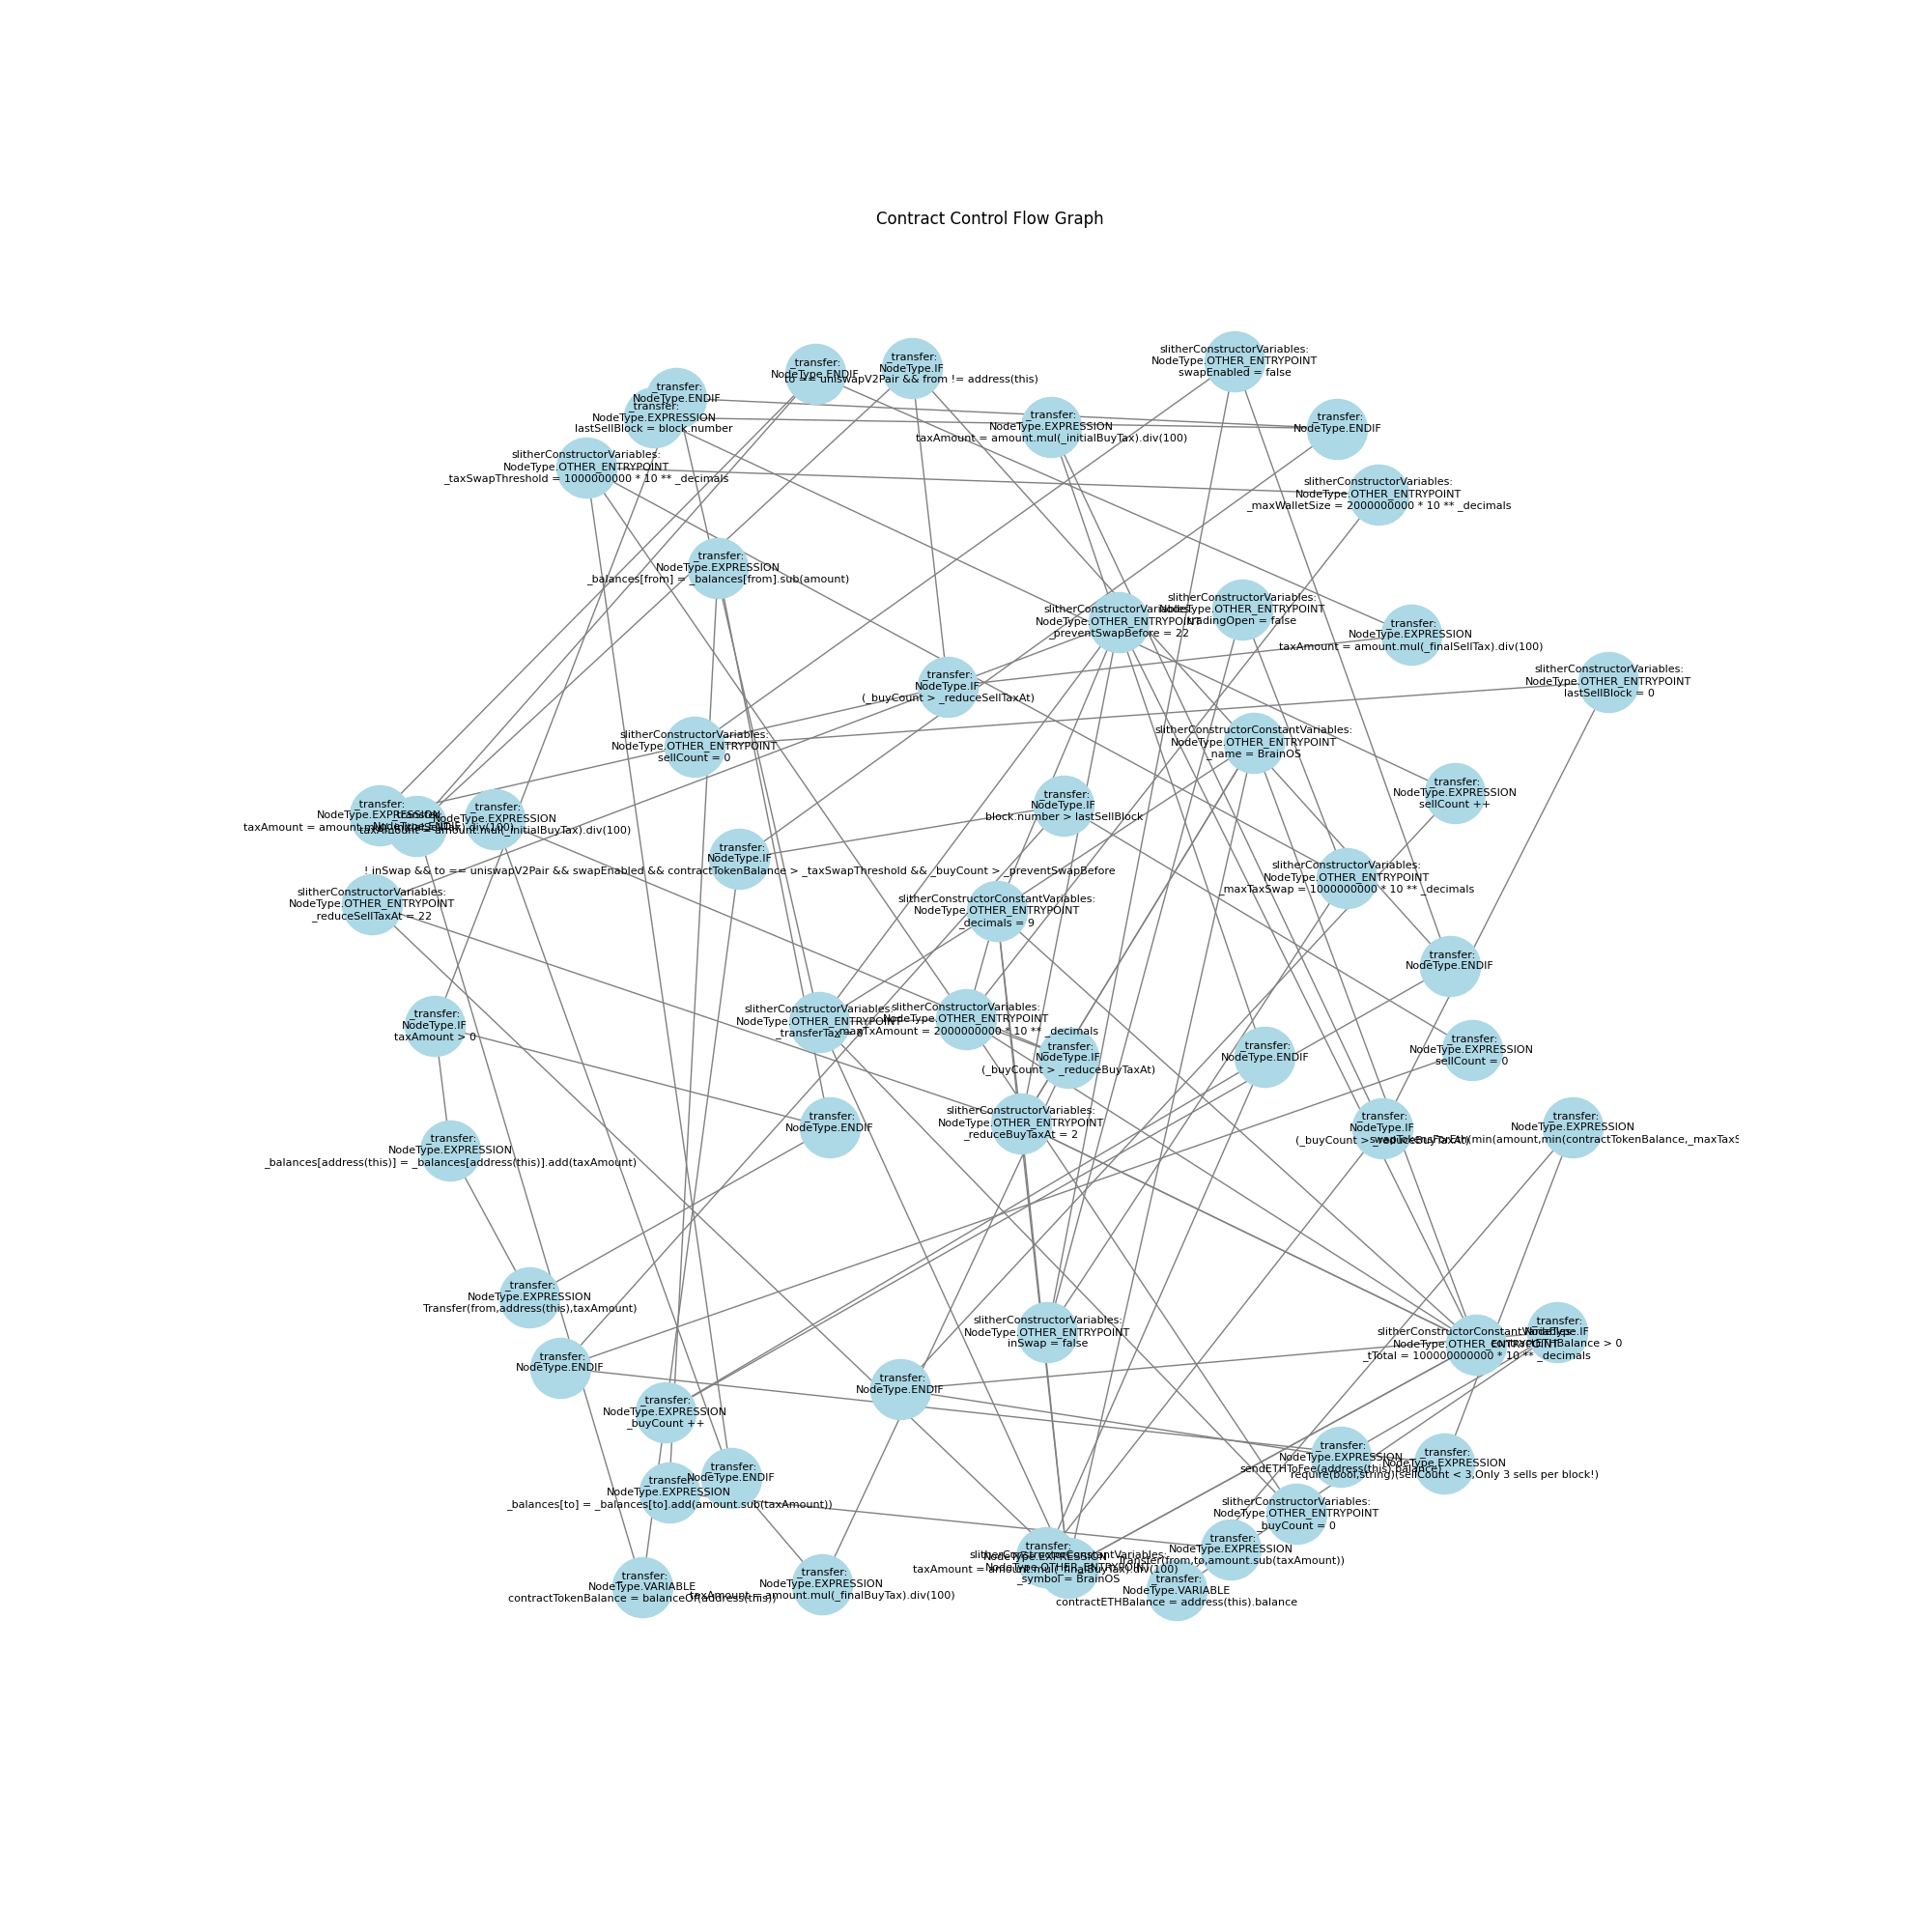 Contract Control Flow Graph
slitherConstructorVariables:
NodeType.OTHER_ENTRYPOINT
swapEnabled = false
_transfer:
NodeType.IF
to == uniswapV2Pair && from != address(this)
_transfer:
NodeType.ENDIF
_transfer:
NodeType.ENDIF
_transfer:
NodeType.EXPRESSION
lastSellBlock = block.number
_transfer:
NodeType.EXPRESSION
taxAmount = amount.mul(_initialBuyTax).div(100)
_transfer:
NodeType.ENDIF
slitherConstructorVariables:
NodeType.OTHER_ENTRYPOINT
_taxSwapThreshold = 1000000000 * 10 ** _decimals
slitherConstructorVariables:
NodeType.OTHER_ENTRYPOINT
_maxWalletSize = 2000000000 * 10 ** _decimals
_transfer:
NodeType.EXPRESSION
_balances[from] = _balances[from].sub(amount)
slitherConstructorVariables:
NodeType.OTHER_ENTRYPOINT
_preventSwapBefore = 22
slitherConstructorVariables:
NodeType.OTHER_ENTRYPOINT
tradingOpen = false
_transfer:
NodeType.EXPRESSION
taxAmount = amount.mul(_finalSellTax).div(100)
_transfer:
NodeType.IF
(_buyCount > _reduceSellTaxAt)
slitherConstructorVariables:
NodeType.OTHER_ENTRYPOINT
lastSellBlock = 0
slitherConstructorVariables:
NodeType.OTHER_ENTRYPOINT
sellCount = 0
slitherConstructorConstantVariables:
NodeType.OTHER_ENTRYPOINT
_name = BrainOS
_transfer:
NodeType.IF
block.number > lastSellBlock
_transfer:
NodeType.EXPRESSION
sellCount ++
_transfer:
NodeType.EXPRESSION
taxAmount = amount.mul(
.div(100)
_transfer:
NodeType.ENDIF
_transfer:
NodeType.EXPRESSION
taxAmount = amount.mul(_initialBuyTax).div(100)
_transfer:
NodeType.IF
! inSwap && to == uniswapV2Pair && swapEnabled && contractTokenBalance > _taxSwapThreshold && _buyCount > _preventSwapBefore
slitherConstructorVariables:
NodeType.OTHER_ENTRYPOINT
_maxTaxSwap = 1000000000 * 10 ** _decimals
slitherConstructorVariables:
NodeType.OTHER_ENTRYPOINT
_reduceSellTaxAt = 22
slitherConstructorConstantVariables:
NodeType.OTHER_ENTRYPOINT
_decimals = 9
_transfer:
NodeType.ENDIF
_transfer:
NodeType.IF
taxAmount > 0
slitherConstructorVariables:
NodeType.OTHER_ENTRYPOINT
_transferTax =
slitherConstructorVariables:
NodeType.OTHER_ENTRYPOINT
_maxTxAmount = 2000000000 * 10 ** _decimals
_transfer:
NodeType.IF
(_buyCount > _reduceBuyTaxAt)
_transfer:
NodeType.ENDIF
_transfer:
NodeType.EXPRESSION
sellCount = 0
slitherConstructorVariables:
NodeType.OTHER_ENTRYPOINT
_reduceBuyTaxAt = 2
_transfer:
NodeType.ENDIF
_transfer:
NodeType.IF
(_buyCount > _reduceBuyTaxAt)
_transfer:
NodeType.EXPRESSION
swapTokensForEth(min(amount,min(contractTokenBalance,_maxTaxS
_transfer:
NodeType.EXPRESSION
_balances[address(this)] = _balances[address(this)].add(taxAmount)
_transfer:
NodeType.EXPRESSION
Transfer(from,address(this),taxAmount)
slitherConstructorVariables:
NodeType.OTHER_ENTRYPOINT
inSwap = false
slitherConstructorConstantVariables:
NodeType.OTHER_ENTRYPOINT
_tTotal = 100000000000 * 10 ** _decimals
_transfer:
NodeType.IF
contractETHBalance > 0
_transfer:
NodeType.ENDIF
_transfer:
NodeType.ENDIF
_transfer:
NodeType.EXPRESSION
_buyCount ++
_transfer:
NodeType.EXPRESSION
sendETHToFee(address(this).balance)
_transfer:
NodeType.EXPRESSION
require(bool,string)(sellCount < 3,Only 3 sells per block!)
_transfer:
NodeType.ENDIF
_transfer:
NodeType.EXPRESSION
_balances[to] = _balances[to].add(amount.sub(taxAmount))
slitherConstructorVariables:
NodeType.OTHER_ENTRYPOINT
_buyCount = 0
_transfer:
NodeType.EXPRESSION
Transfer(from,to,amount.sub(taxAmount))
_transfer:
NodeType.EXPRESSION
taxAmount = amount.mul(_finalBuyTax).div(100)
slitherConstructorConstantVariables:
NodeType.OTHER_ENTRYPOINT
_symbol = BrainOS
_transfer:
NodeType.VARIABLE
contractTokenBalance = balanceOf(address(this))
_transfer:
NodeType.EXPRESSION
taxAmount = amount.mul(_finalBuyTax).div(100)
_transfer:
NodeType.VARIABLE
contractETHBalance = address(this).balance